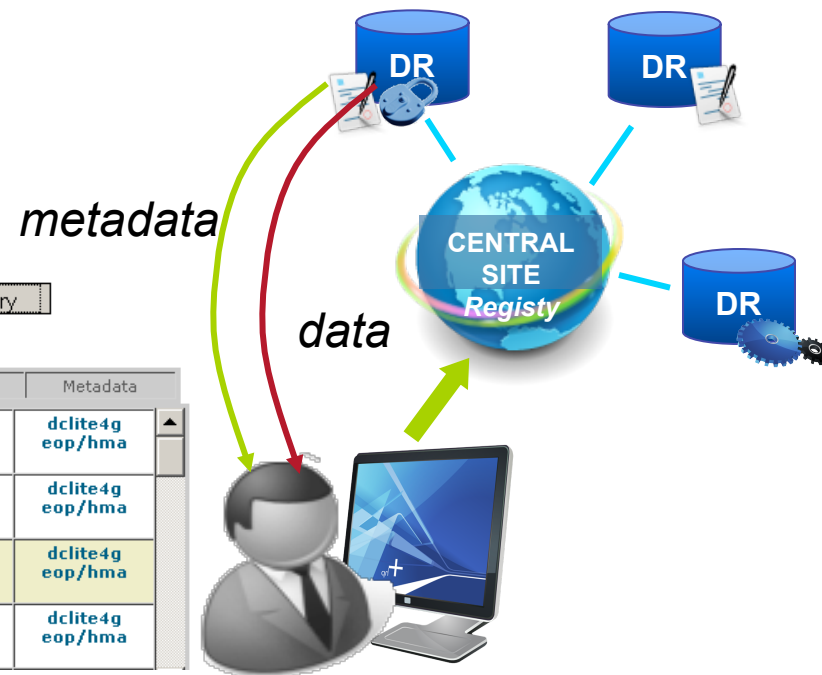 DR
DR
metadata
CENTRAL
SITE
Registy
ry
DR
data
Metadata
dclite4g
eop/hma
dclite4g
eop/hma
dclite4g
eop/hma
dclite4g
eop/hma